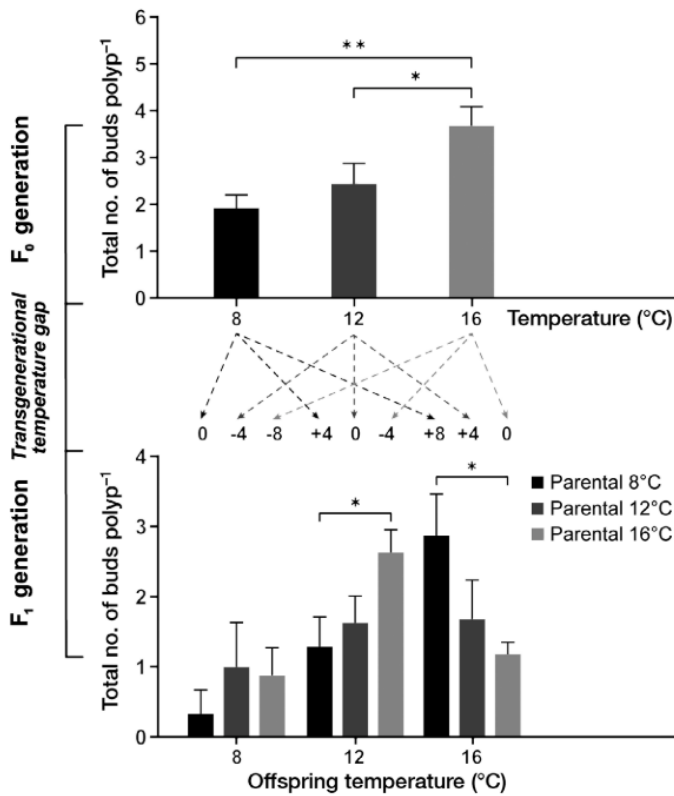 6
5
4
3
2
1
0
Total no. of buds polyp⁻¹
**
*
8 12 16 Temperature (°C)
F₀ generation
Transgenerational
temperature gap
0 -4 -8 +4 0 -4 +8 +4 0
F₁ generation
4
3
2
1
0
Total no. of buds polyp⁻¹
*
*
Parental 8°C
Parental 12°C
Parental 16°C
8 12 16
Offspring temperature (°C)